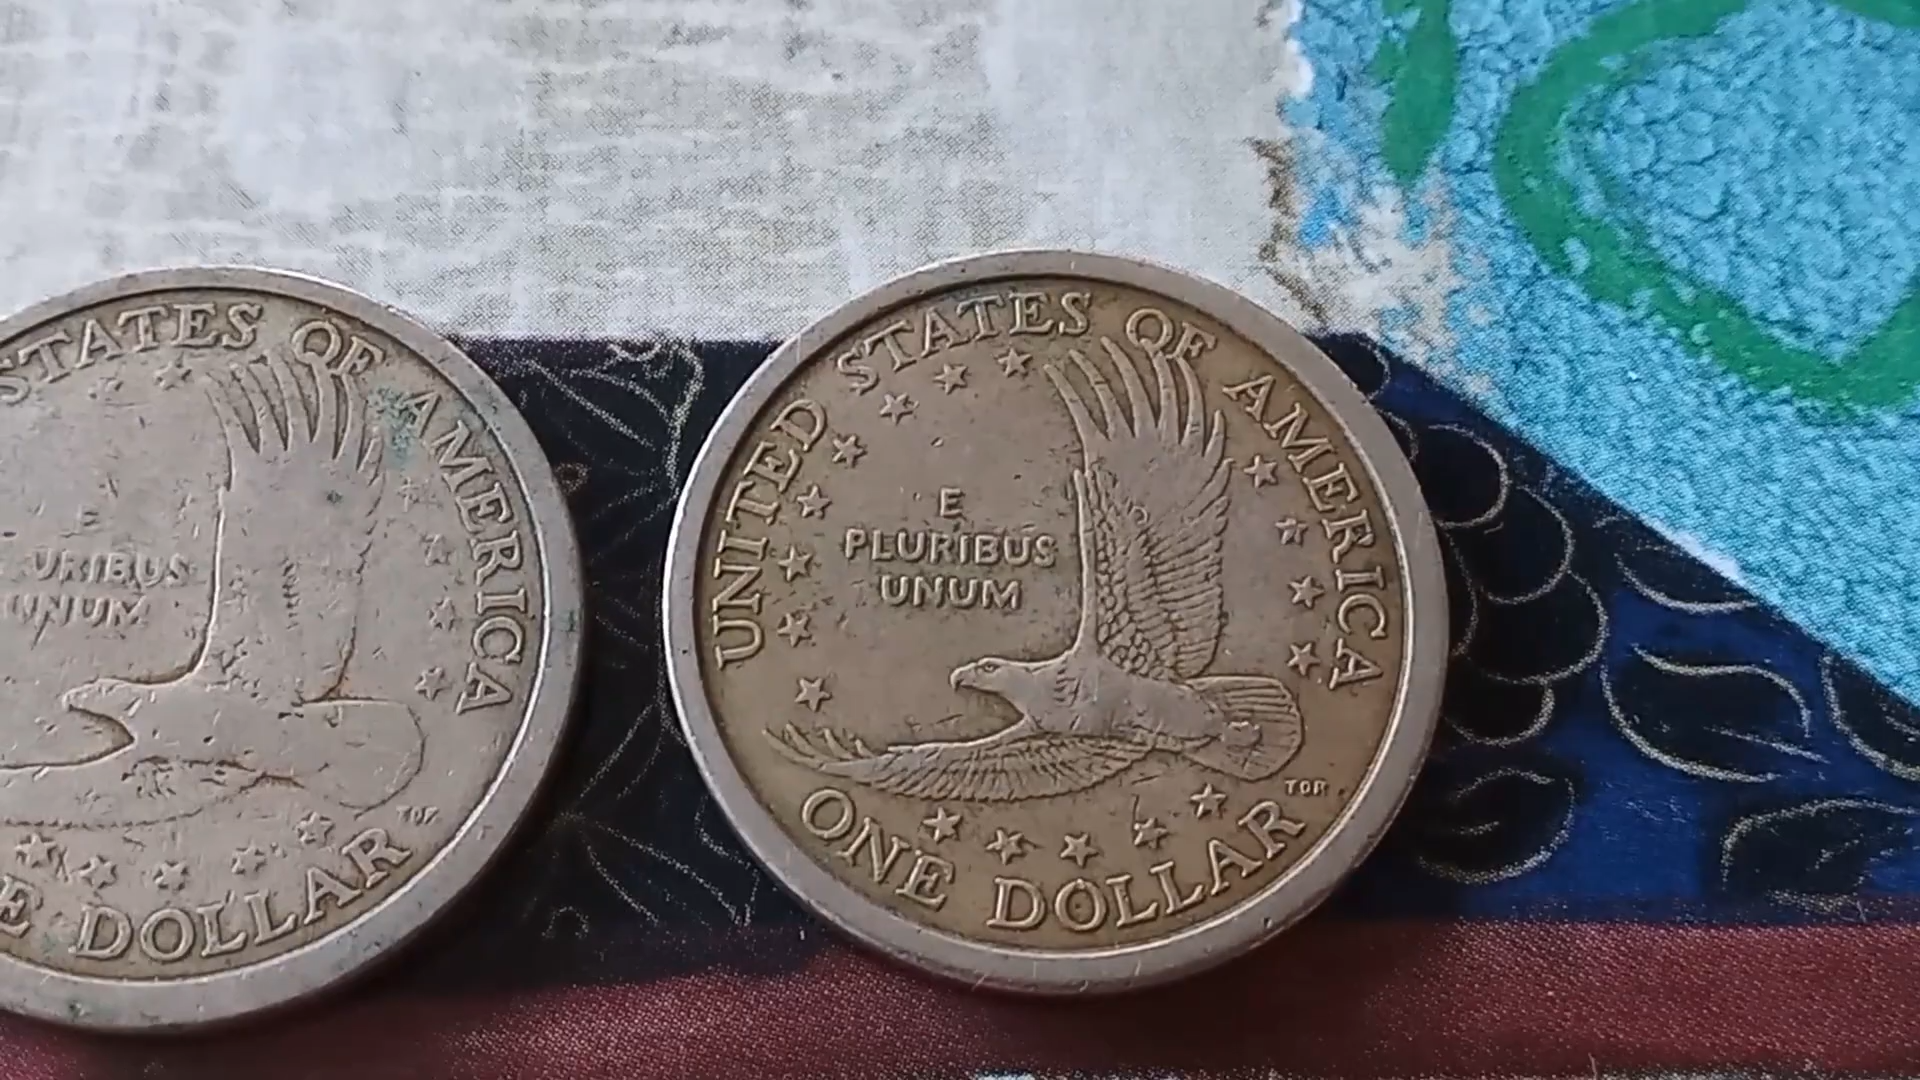 STATES OF AMERICA
E
URIBUS
UNUM
E DOLLAR
UNITED STATES OF AMERICA
E
PLURIBUS
UNUM
TDR
ONE DOLLAR